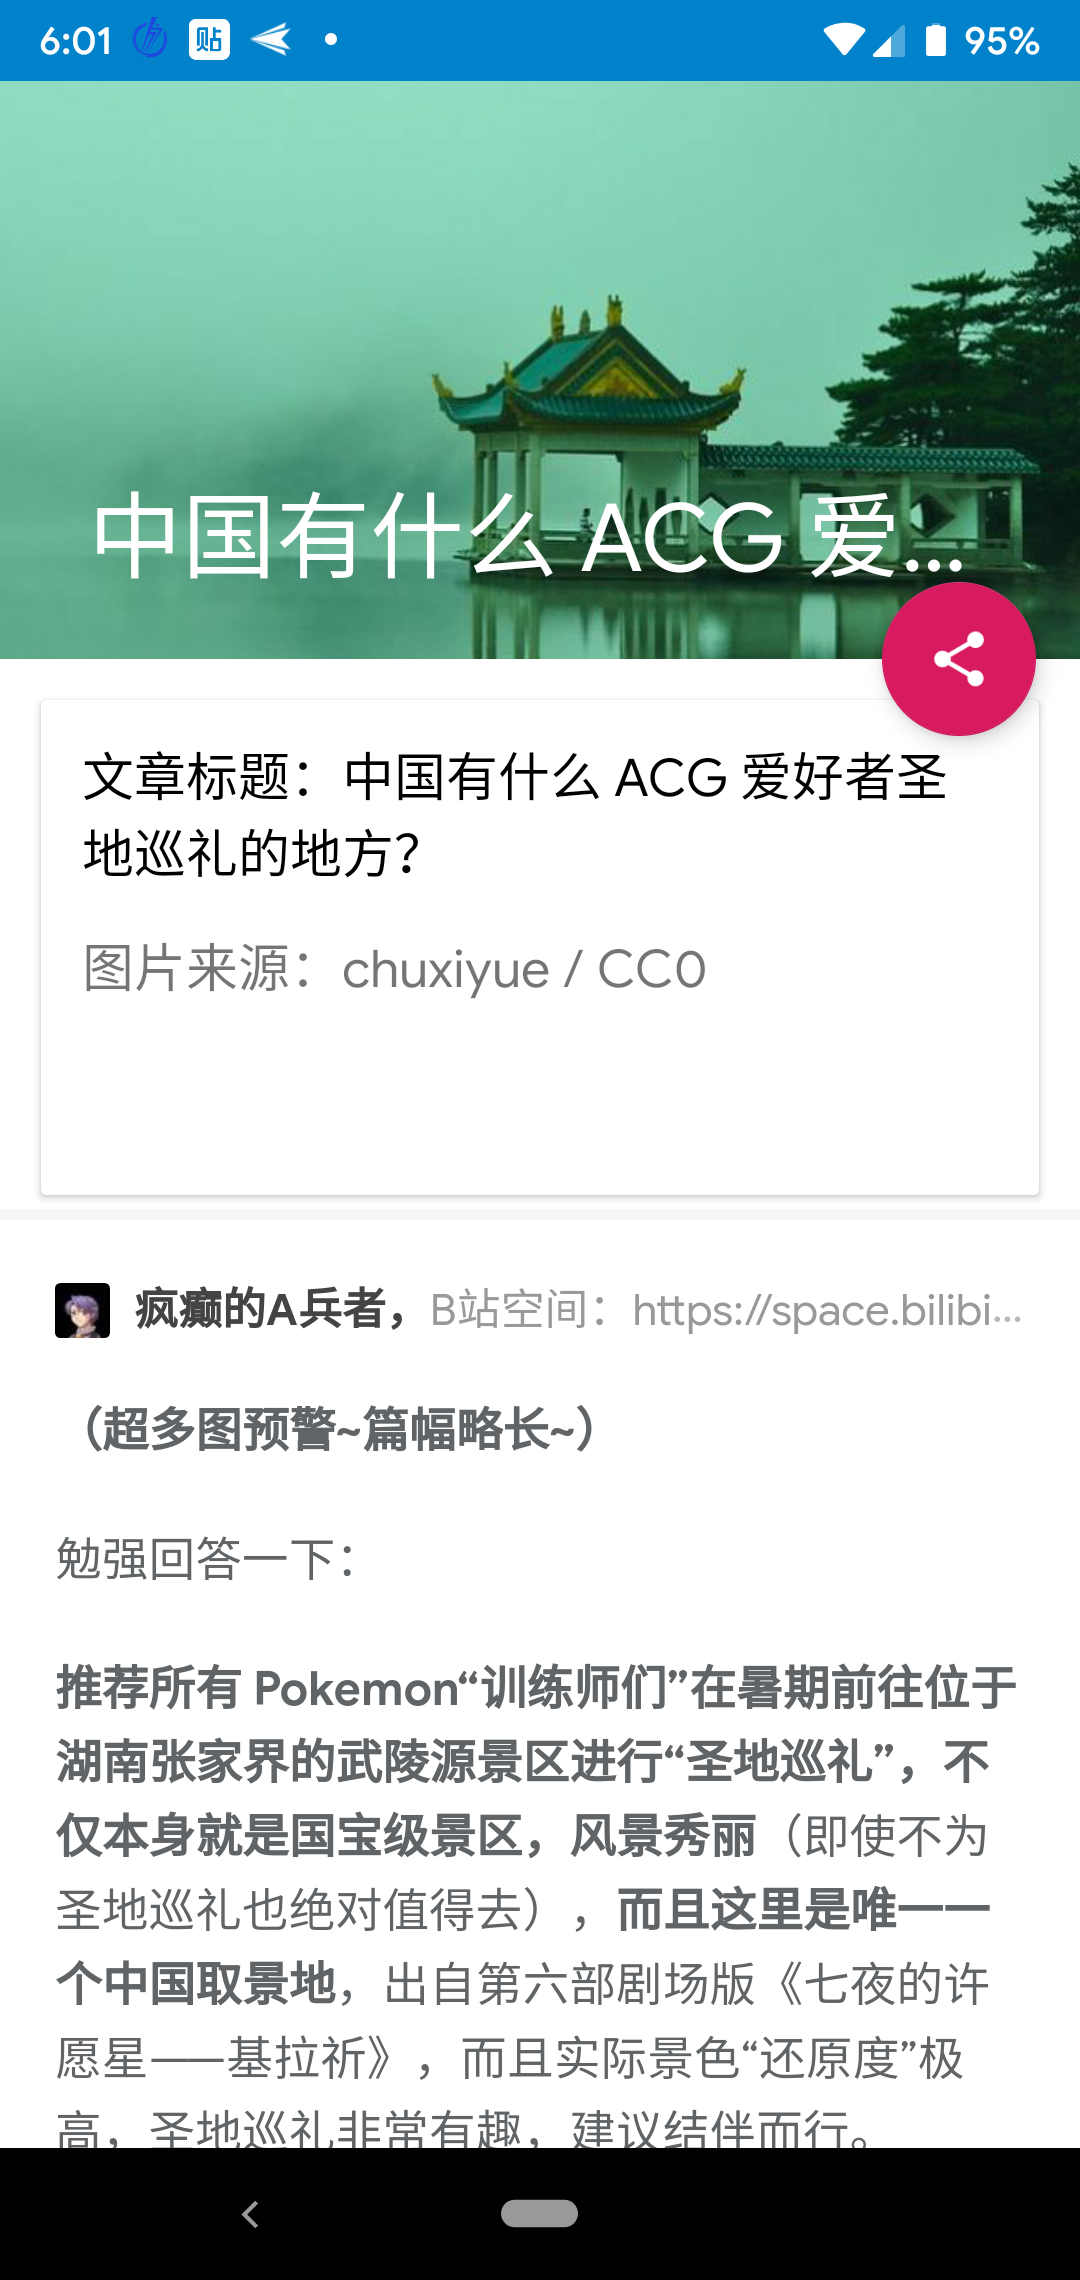 6:01
贴
95%
中国有什么 ACG 爱...
文章标题：中国有什么 ACG 爱好者圣
地巡礼的地方？
图片来源：chuxiyue / CC0
疯癫的A兵者，B站空间：https://space.bilibi...
（超多图预警~篇幅略长~）
勉强回答一下：
推荐所有 Pokemon“训练师们”在暑期前往位于
湖南张家界的武陵源景区进行“圣地巡礼”，不
仅本身就是国宝级景区，风景秀丽（即使不为
圣地巡礼也绝对值得去），而且这里是唯一一
个中国取景地，出自第六部剧场版《七夜的许
愿星——基拉祈》，而且实际景色“还原度”极
高，圣地巡礼非常有趣，建议结伴而行。